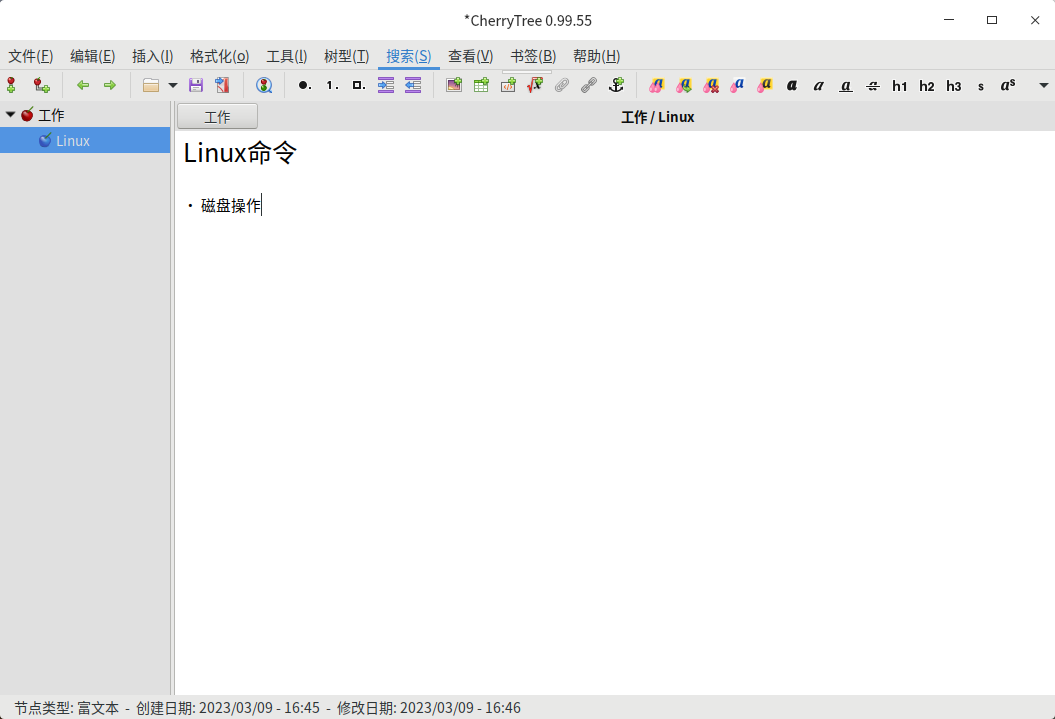 *CherryTree 0.99.55
文件(F) 编辑(E) 插入(I) 格式化(o) 工具(I) 树型(T) 搜索(S) 查看(V) 书签(B) 帮助(H)
1. h1 h2 h3 s as
工作
Linux
工作
工作 / Linux
Linux命令
• 磁盘操作
节点类型: 富文本 - 创建日期: 2023/03/09 - 16:45 - 修改日期: 2023/03/09 - 16:46